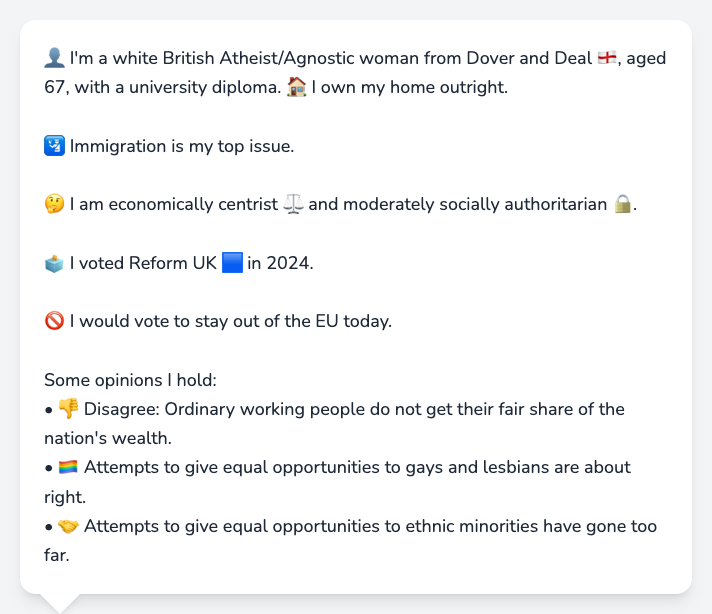 👤 I'm a white British Atheist/Agnostic woman from Dover and Deal 🏴󠁧󠁢󠁥󠁮󠁧󠁿, aged
67, with a university diploma. 🏠 I own my home outright.
🛂 Immigration is my top issue.
🤔 I am economically centrist ⚖️ and moderately socially authoritarian 🔒.
🗳️ I voted Reform UK 🟦 in 2024.
🚫 I would vote to stay out of the EU today.
Some opinions I hold:
• 👎 Disagree: Ordinary working people do not get their fair share of the
nation's wealth.
• 🏳️‍🌈 Attempts to give equal opportunities to gays and lesbians are about
right.
• 🤝 Attempts to give equal opportunities to ethnic minorities have gone too
far.